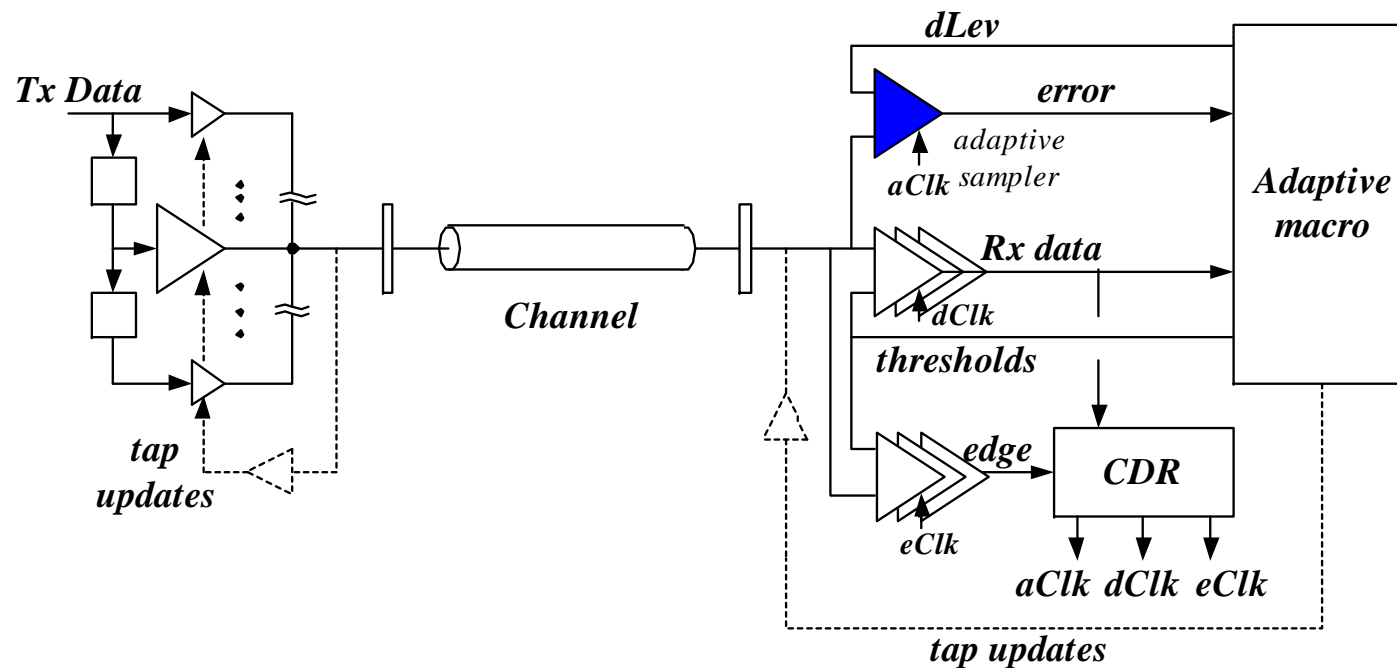 dLev
Tx Data
error
adaptive
sampler
aClk
Adaptive
macro
Rx data
dClk
Channel
thresholds
tap
updates
edge
CDR
eClk
aClk dClk eClk
tap updates